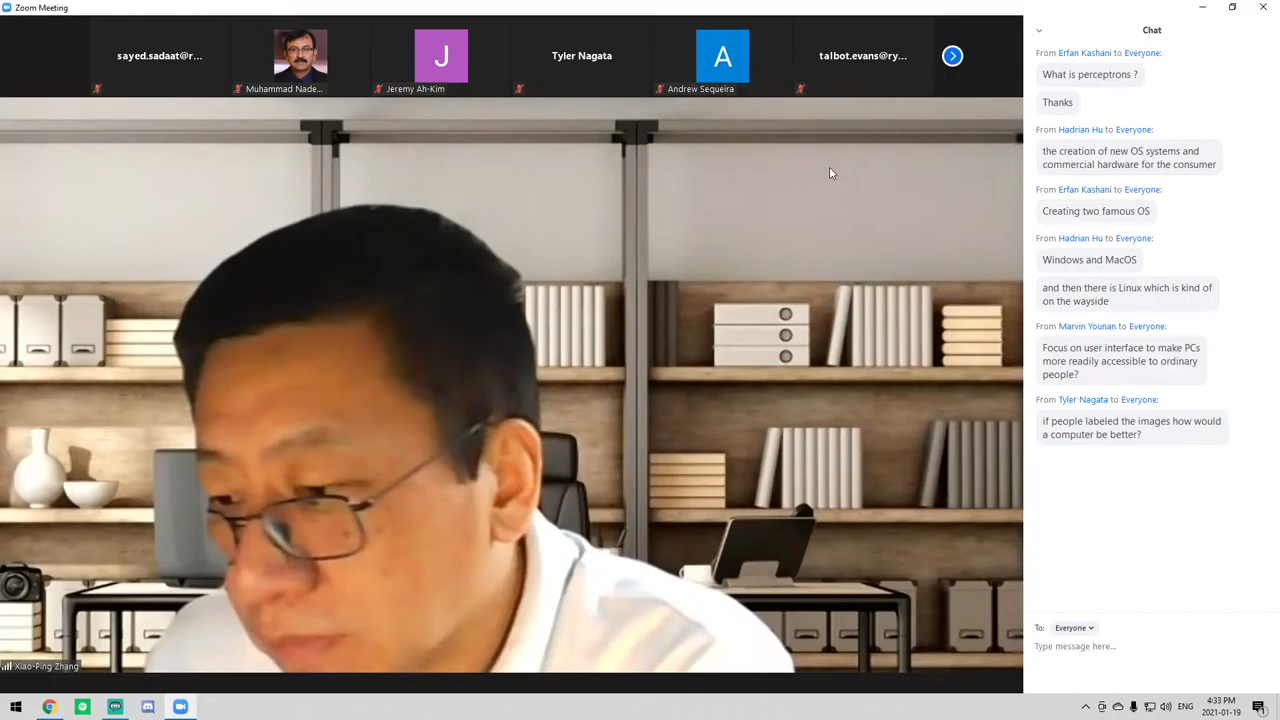 Zoom Meeting
sayed.sadaat@r...
Muhammad Nade...
J
Jeremy Ah-Kim
Tyler Nagata
A
Andrew Sequeira
talbot.evans@ry...
Xiao-Ping Zhang
Chat
From Erfan Kashani to Everyone:
What is perceptrons ?
Thanks
From Hadrian Hu to Everyone:
the creation of new OS systems and
commercial hardware for the consumer
From Erfan Kashani to Everyone:
Creating two famous OS
From Hadrian Hu to Everyone:
Windows and MacOS
and then there is Linux which is kind of
on the wayside
From Marvin Younan to Everyone:
Focus on user interface to make PCs
more readily accessible to ordinary
people?
From Tyler Nagata to Everyone:
if people labeled the images how would
a computer be better?
To: Everyone
Type message here...
ENG
4:33 PM
2021-01-19
1